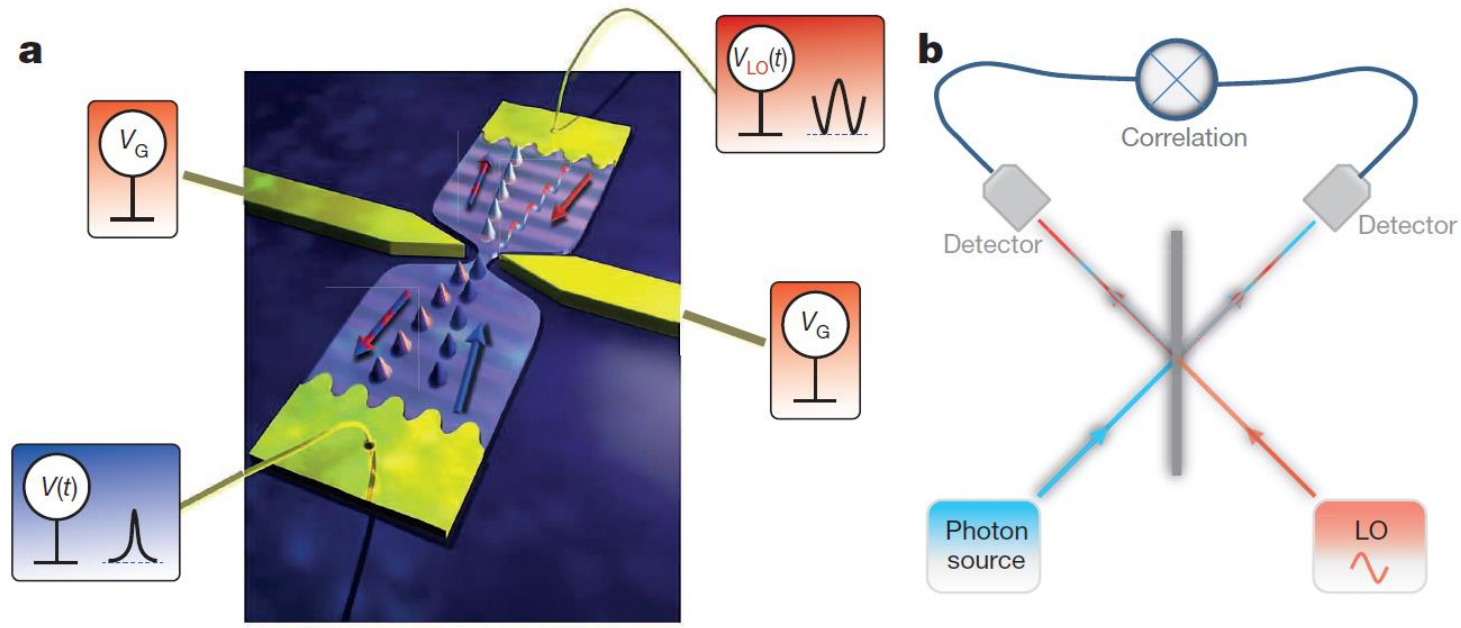 a
V_G
V_LO(t)
V_G
V(t)
b
Correlation
Detector
Detector
Photon
source
LO